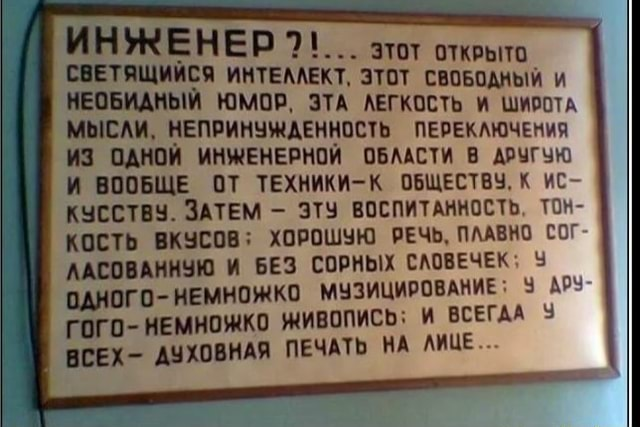 ИНЖЕНЕР?!... ЭТОТ ОТКРЫТО
СВЕТЯЩИЙСЯ ИНТЕЛЛЕКТ, ЭТОТ СВОБОДНЫЙ И
НЕОБИДНЫЙ ЮМОР, ЭТА ЛЕГКОСТЬ И ШИРОТА
МЫСЛИ, НЕПРИНУЖДЕННОСТЬ ПЕРЕКЛЮЧЕНИЯ
ИЗ ОДНОЙ ИНЖЕНЕРНОЙ ОБЛАСТИ В ДРУГУЮ
И ВООБЩЕ ОТ ТЕХНИКИ-К ОБЩЕСТВУ, К ИС-
КУССТВУ. ЗАТЕМ - ЭТУ ВОСПИТАННОСТЬ, ТОН-
КОСТЬ ВКУСОВ; ХОРОШУЮ РЕЧЬ, ПЛАВНО СОГ-
ЛАСОВАННУЮ И БЕЗ СОРНЫХ СЛОВЕЧЕК; У
ОДНОГО-НЕМНОЖКО МУЗИЦИРОВАНИЕ; У ДРУ-
ГОГО-НЕМНОЖКО ЖИВОПИСЬ; И ВСЕГДА У
ВСЕХ- ДУХОВНАЯ ПЕЧАТЬ НА ЛИЦЕ...